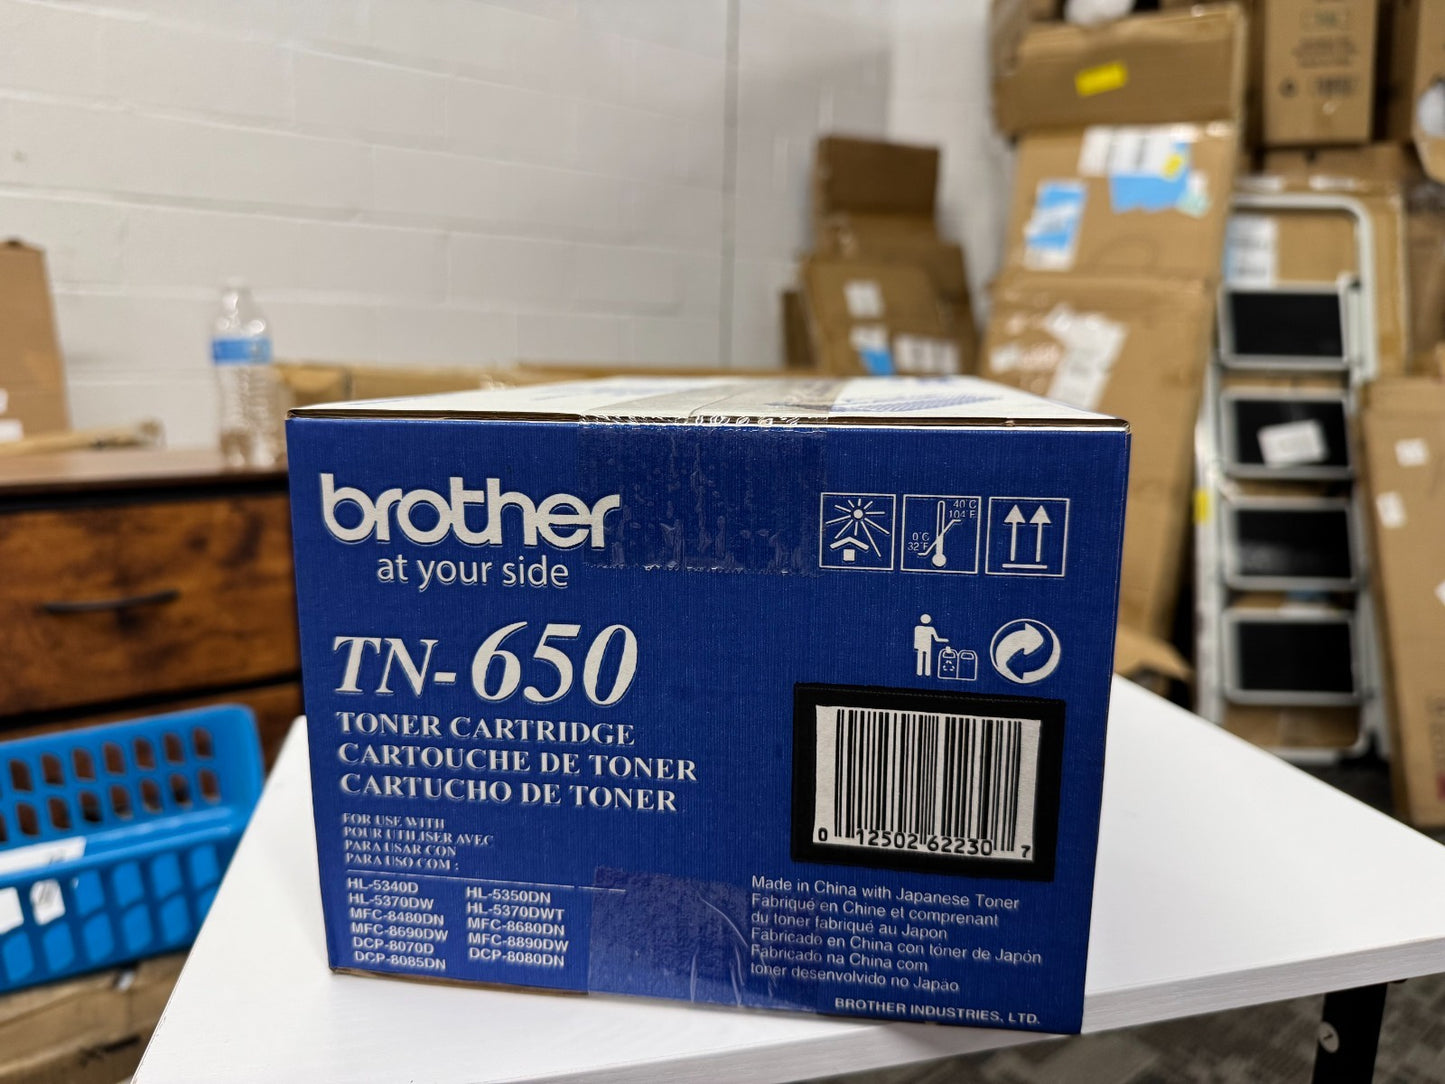 brother
at your side
40°C
104°F
0°C
32°F
TN-650
TONER CARTRIDGE
CARTOUCHE DE TONER
CARTUCHO DE TONER
FOR USE WITH
POUR UTILISER AVEC
PARA USAR CON
PARA USO COM :
HL-5340D
HL-5370DW
MFC-8480DN
MFC-8690DW
DCP-8070D
DCP-8085DN
HL-5350DN
HL-5370DWT
MFC-8680DN
MFC-8890DW
DCP-8080DN
0 12502 62230 7
Made in China with Japanese Toner
Fabriqué en Chine et comprenant
du toner fabriqué au Japon
Fabricado en China con tóner de Japón
Fabricado na China com
toner desenvolvido no Japão
BROTHER INDUSTRIES, LTD.